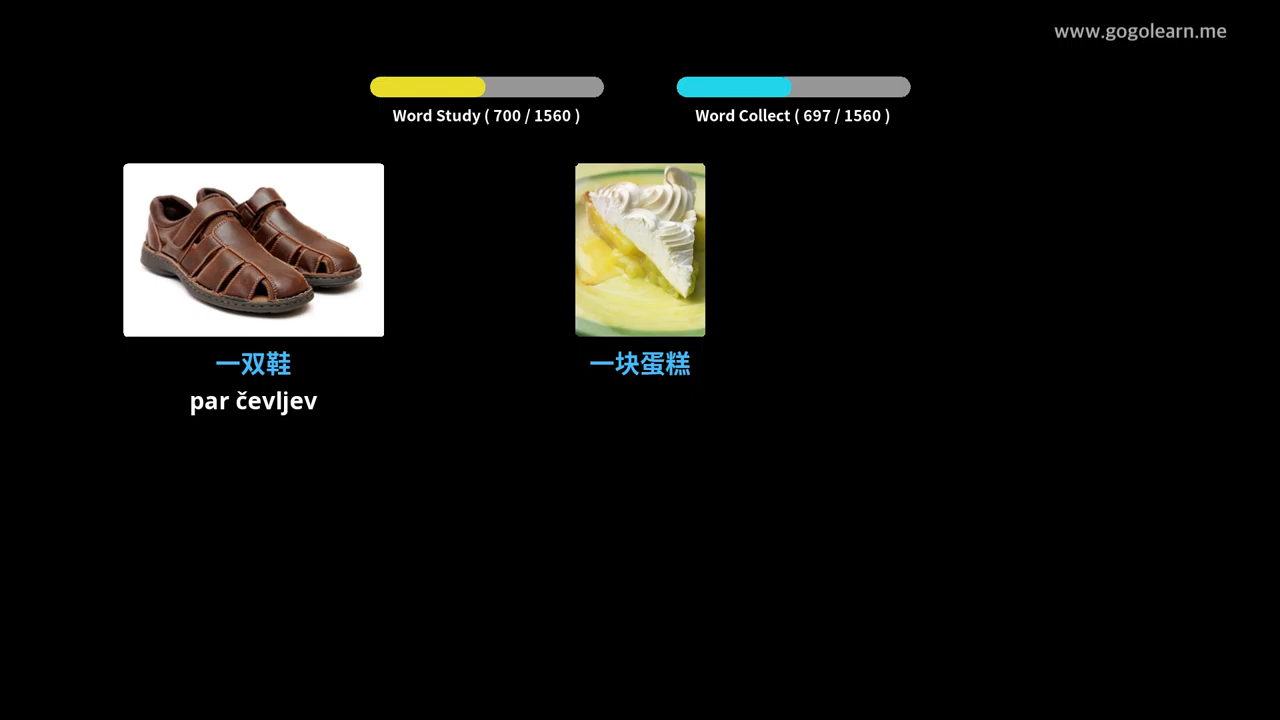 www.gogolearn.me
Word Study ( 700 / 1560 )
Word Collect ( 697 / 1560 )
一双鞋
一块蛋糕
par čevljev